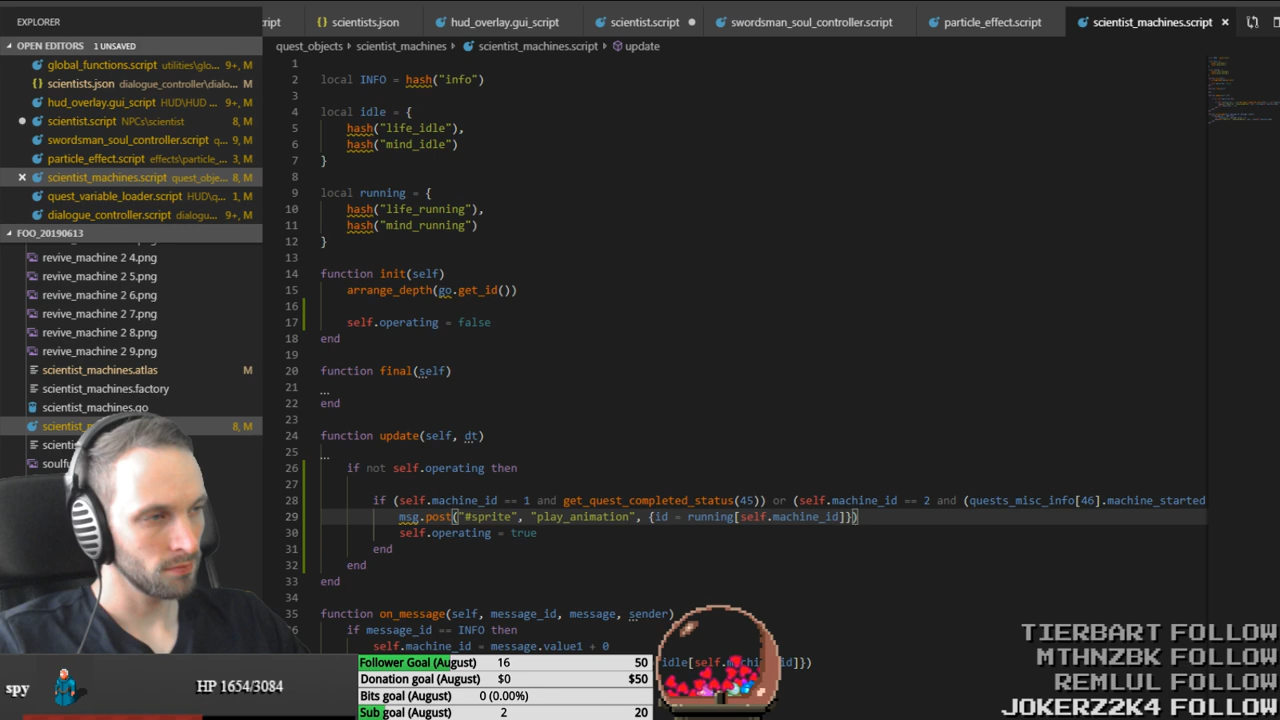 EXPLORER
script
scientists.json
hud_overlay.gui_script
scientist.script
swordsman_soul_controller.script
particle_effect.script
scientist_machines.script
OPEN EDITORS 1 UNSAVED
quest_objects > scientist_machines > scientist_machines.script > update
global_functions.script utilities\glo... 9+, M
scientists.json dialogue_controller\dialo... M
hud_overlay.gui_script HUD\HUD ... 9+, M
scientist.script NPCs\scientist 8, M
swordsman_soul_controller.script q... 9, M
particle_effect.script effects\particle_... 3, M
scientist_machines.script quest_obje... 8, M
quest_variable_loader.script HUD\q... 1, M
dialogue_controller.script dialogu... 9+, M
FOO_20190613
revive_machine 2 4.png
revive_machine 2 5.png
revive_machine 2 6.png
revive_machine 2 7.png
revive_machine 2 8.png
revive_machine 2 9.png
scientist_machines.atlas M
scientist_machines.factory
scientist_machines.go
scientist_m 8, M
scientis
soulfu
1
2 local INFO = hash("info")
3
4 local idle = {
5 hash("life_idle"),
6 hash("mind_idle")
7 }
8
9 local running = {
10 hash("life_running"),
11 hash("mind_running")
12 }
13
14 function init(self)
15 arrange_depth(go.get_id())
16
17 self.operating = false
18 end
19
20 function final(self)
21 ...
22 end
23
24 function update(self, dt)
25 ...
26 if not self.operating then
27
28 if (self.machine_id == 1 and get_quest_completed_status(45)) or (self.machine_id == 2 and (quests_misc_info[46].machine_started
29 msg.post("#sprite", "play_animation", {id = running[self.machine_id]})
30 self.operating = true
31 end
32 end
33 end
34
35 function on_message(self, message_id, message, sender)
36 if message_id == INFO then
self.machine_id = message.value1 + 0
idle[self.machine_id]})
spy
HP 1654/3084
Follower Goal (August) 16 50
Donation goal (August) $0 $50
Bits goal (August) 0 (0.00%)
Sub goal (August) 2 20
TIERBART FOLLOW
MTHNZBK FOLLOW
REMLUL FOLLOW
JOKERZ2K4 FOLLOW